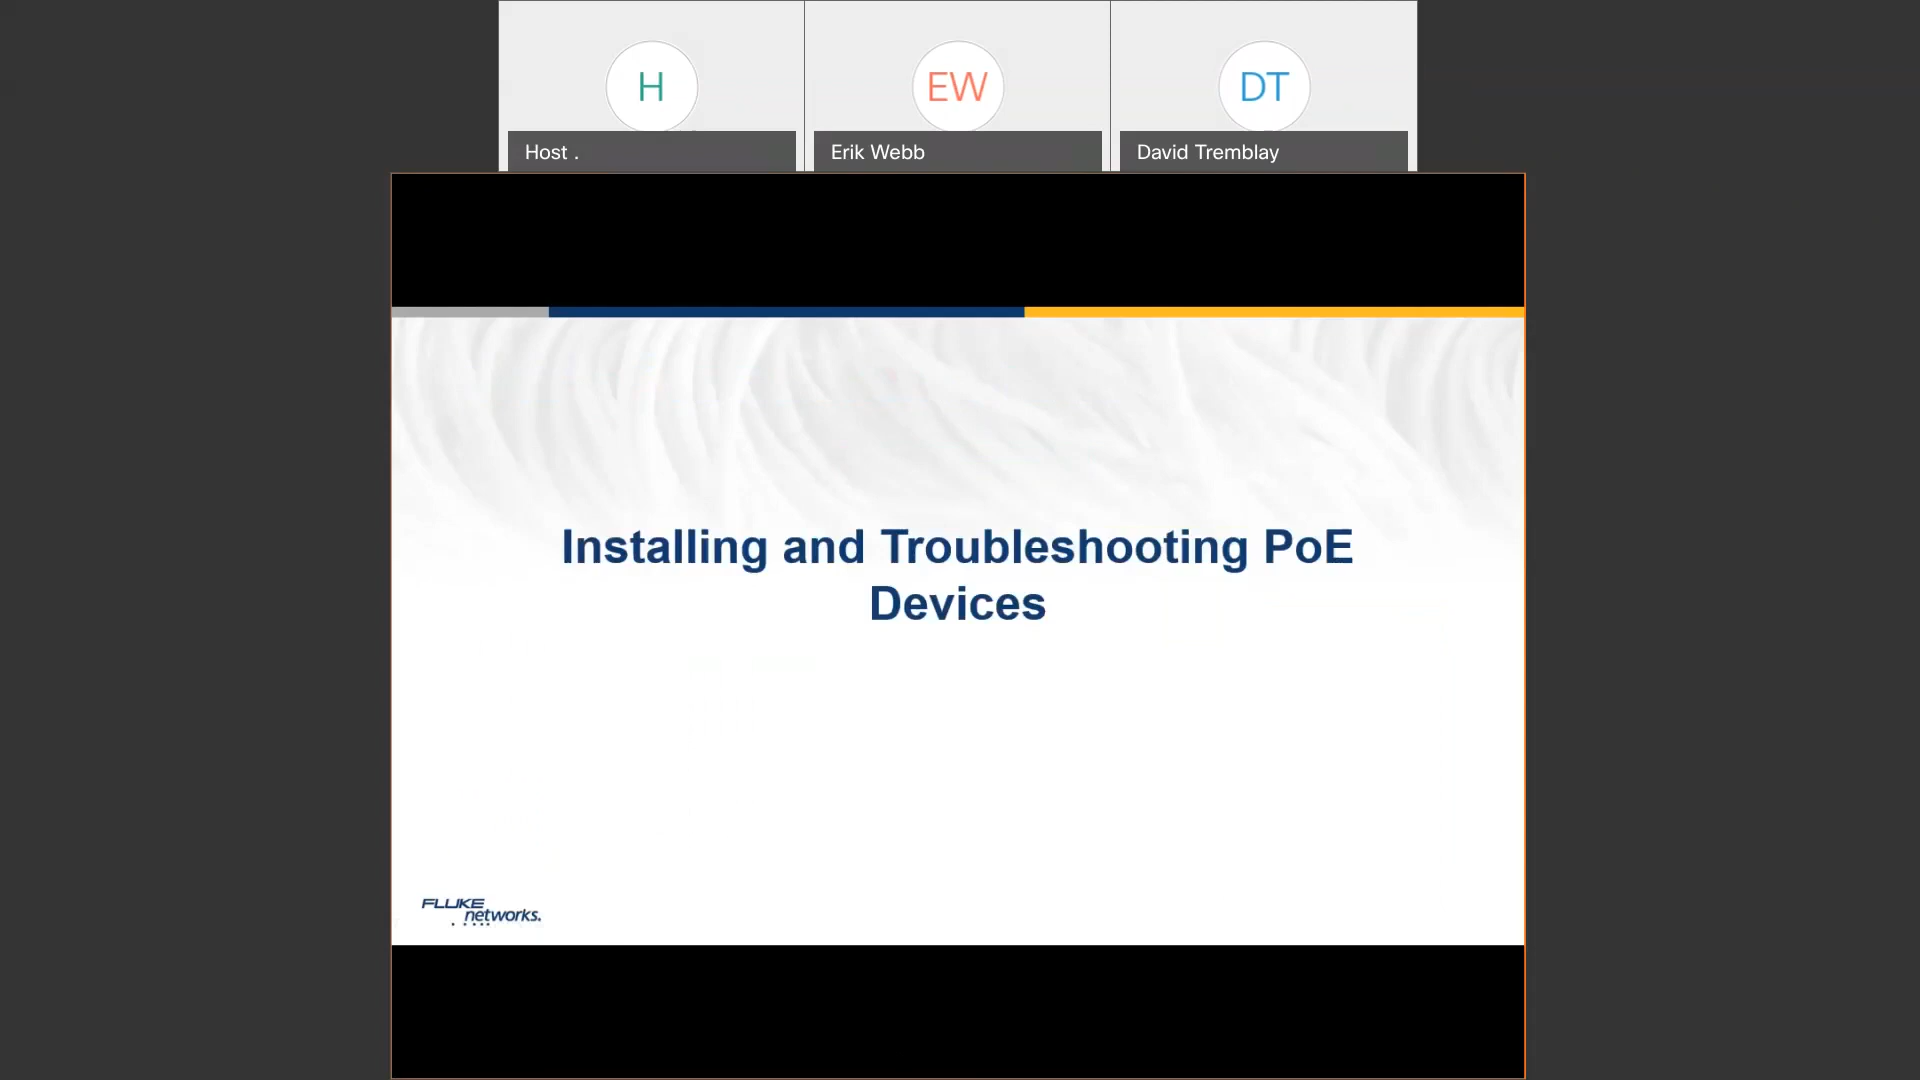 H
EW
DT
Host .
Erik Webb
David Tremblay
Installing and Troubleshooting PoE
Devices
FLUKE
networks.